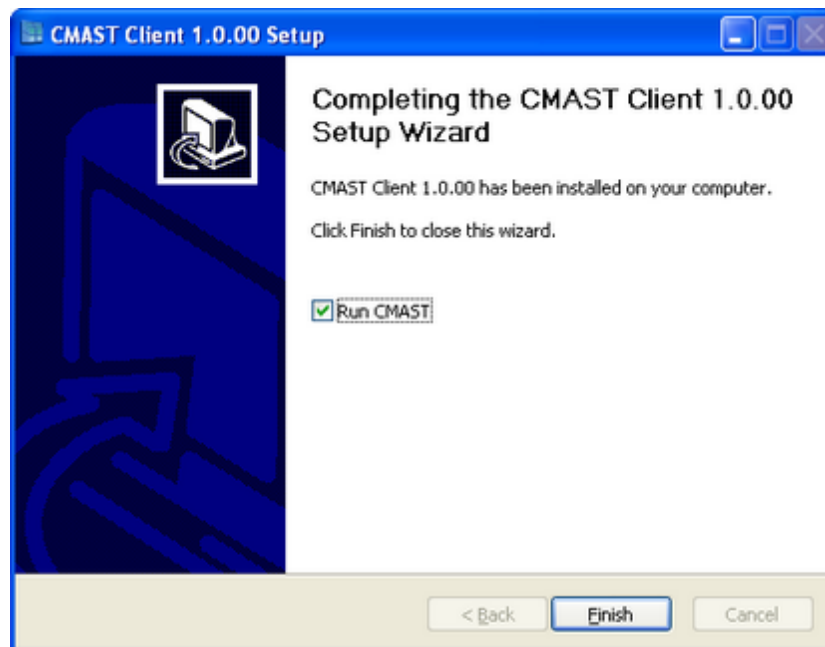 CMAST Client 1.0.00 Setup
Completing the CMAST Client 1.0.00
Setup Wizard
CMAST Client 1.0.00 has been installed on your computer.
Click Finish to close this wizard.
Run CMAST
< Back
Finish
Cancel